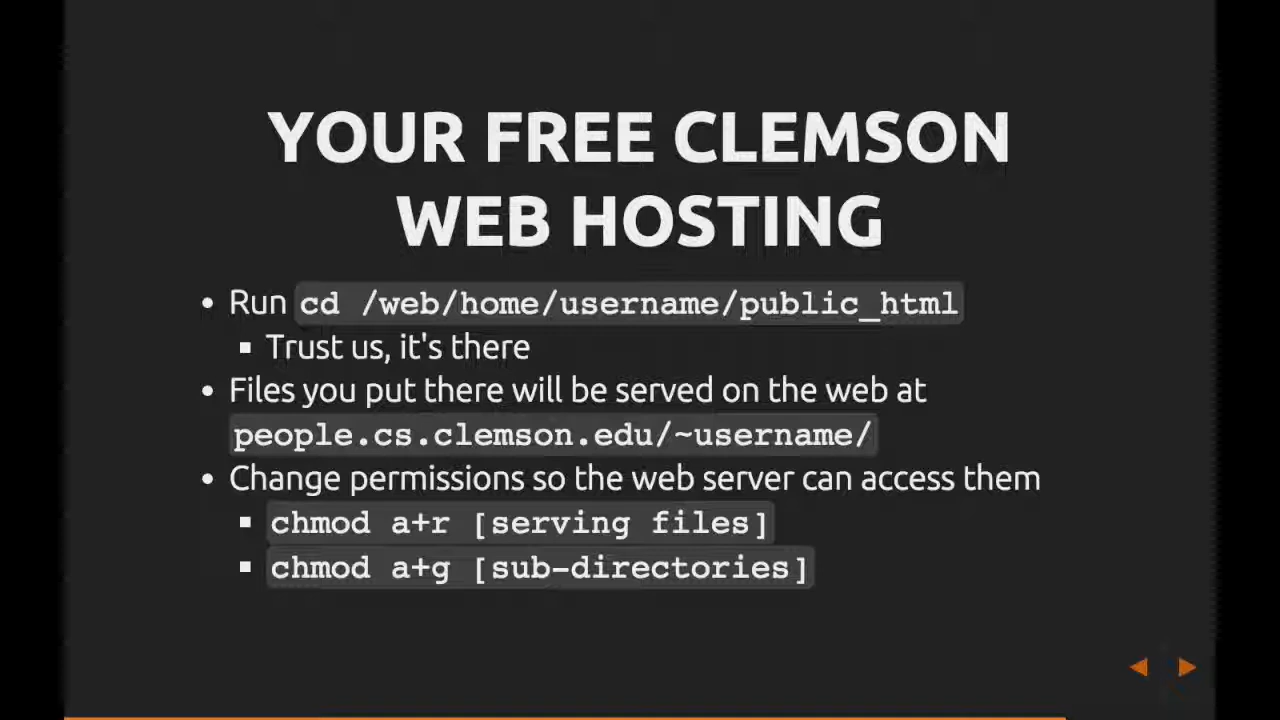 YOUR FREE CLEMSON
WEB HOSTING
• Run cd /web/home/username/public_html
▪ Trust us, it's there
• Files you put there will be served on the web at
people.cs.clemson.edu/~username/
• Change permissions so the web server can access them
▪ chmod a+r [serving files]
▪ chmod a+g [sub-directories]